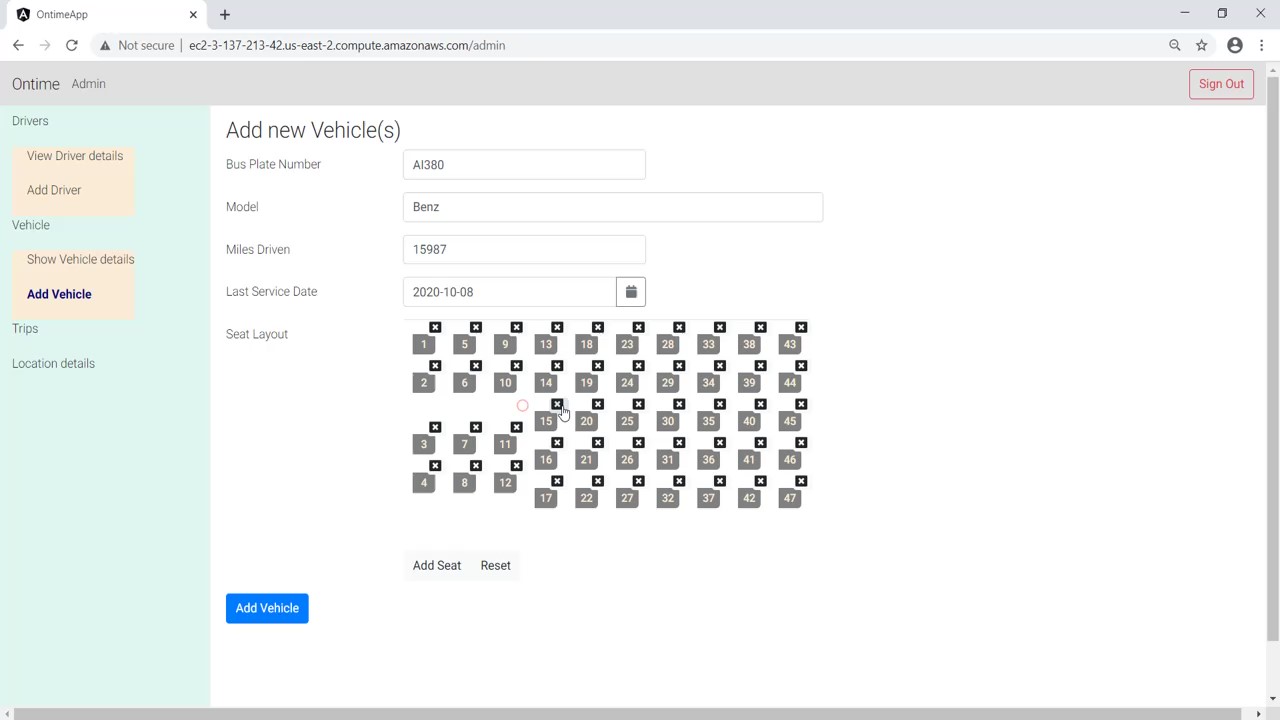 OntimeApp
Not secure ec2-3-137-213-42.us-east-2.compute.amazonaws.com/admin
Ontime Admin Sign Out
Drivers
View Driver details
Add Driver
Vehicle
Show Vehicle details
Add Vehicle
Trips
Location details
Add new Vehicle(s)
Bus Plate Number AI380
Model Benz
Miles Driven 15987
Last Service Date 2020-10-08
Seat Layout
1 5 9 13 18 23 28 33 38 43
2 6 10 14 19 24 29 34 39 44
15 20 25 30 35 40 45
3 7 11
16 21 26 31 36 41 46
4 8 12
17 22 27 32 37 42 47
Add Seat Reset
Add Vehicle